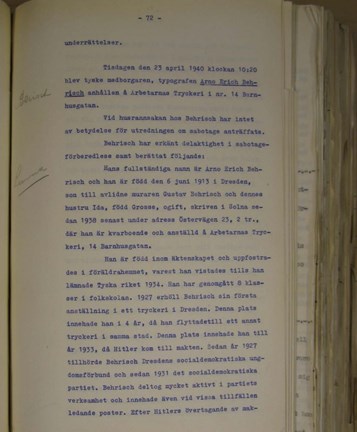 - 72 -
underrättelser.
Tisdagen den 23 april 1940 klockan 10:20
blev tyske medborgaren, typografen Arno Erich Beh-
risch anhållen å Arbetarnas Tryckeri i nr. 14 Barn-
husgatan.
Vid husrannsakan hos Behrisch har intet
av betydelse för utredningen om sabotage anträffats.
Behrisch har erkänt delaktighet i sabotage-
förberedelse samt berättat följande:
Hans fullständiga namn är Arno Erich Beh-
risch och han är född den 6 juni 1913 i Dresden,
som till avlidne muraren Gustav Behrisch och dennes
hustru Ida, född Grosse, ogift, skriven i Solna se-
dan 1938 senast under adress Östervägen 23, 2 tr.,
där han är kvarboende och anställd å Arbetarnas Tryc-
keri, 14 Barnhusgatan.
Han är född inom äktenskapet och uppfostra-
des i föräldrahemmet, varest han vistades tills han
lämnade Tyska riket 1934. Han har genomgått 8 klas-
ser i folkskolan. 1927 erhöll Behrisch sin första
anställning i ett tryckeri i Dresden. Denna plats
innehade han i 4 år, då han flyttade till ett annat
tryckeri i samma stad. Denna plats innehade han till
år 1933, då Hitler kom till makten. Sedan år 1927
tillhörde Behrisch Dresdens socialdemokratiska ung-
domsförbund och sedan 1931 det socialdemokratiska
partiet. Behrisch deltog mycket aktivt i partiets
verksamhet och innehade även vid vissa tillfällen
ledande poster. Efter Hitlers övertagande av mak-